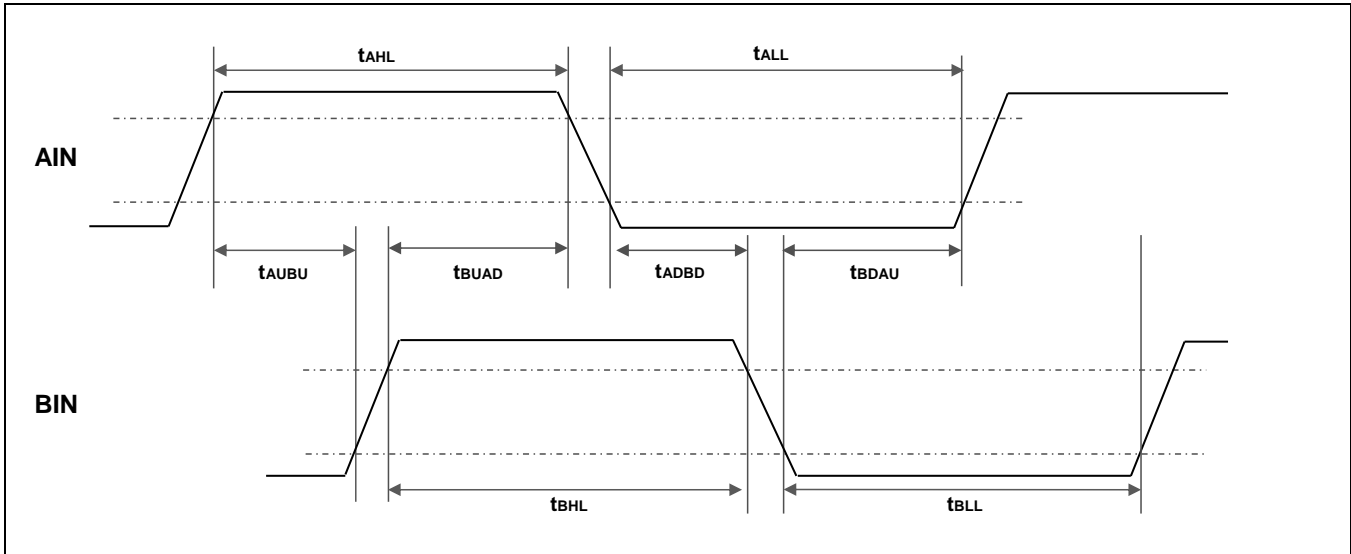 tAHL
tALL
AIN
tAUBU
tBUAD
tADBD
tBDAU
BIN
tBHL
tBLL